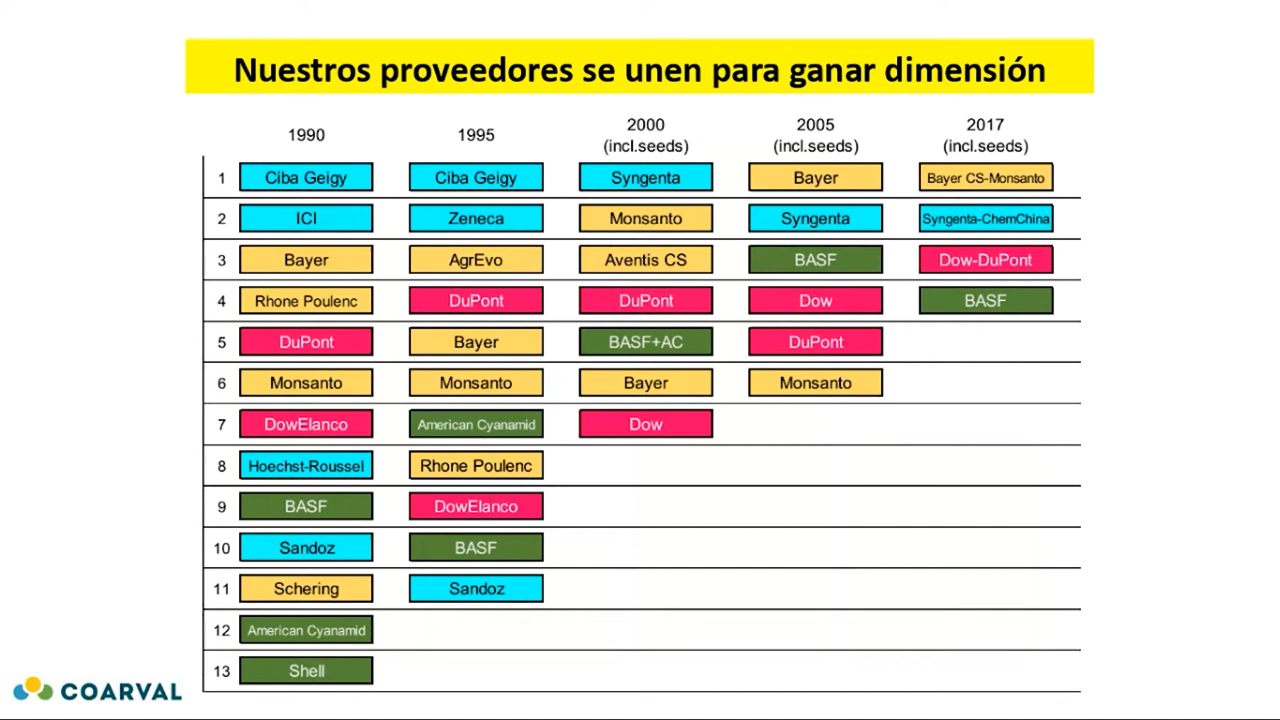 Nuestros proveedores se unen para ganar dimensión
1990 1995 2000 2005 2017
(incl.seeds) (incl.seeds) (incl.seeds)
1 Ciba Geigy Ciba Geigy Syngenta Bayer Bayer CS-Monsanto
2 ICI Zeneca Monsanto Syngenta Syngenta-ChemChina
3 Bayer AgrEvo Aventis CS BASF Dow-DuPont
4 Rhone Poulenc DuPont DuPont Dow BASF
5 DuPont Bayer BASF+AC DuPont
6 Monsanto Monsanto Bayer Monsanto
7 DowElanco American Cyanamid Dow
8 Hoechst-Roussel Rhone Poulenc
9 BASF DowElanco
10 Sandoz BASF
11 Schering Sandoz
12 American Cyanamid
13 Shell
COARVAL